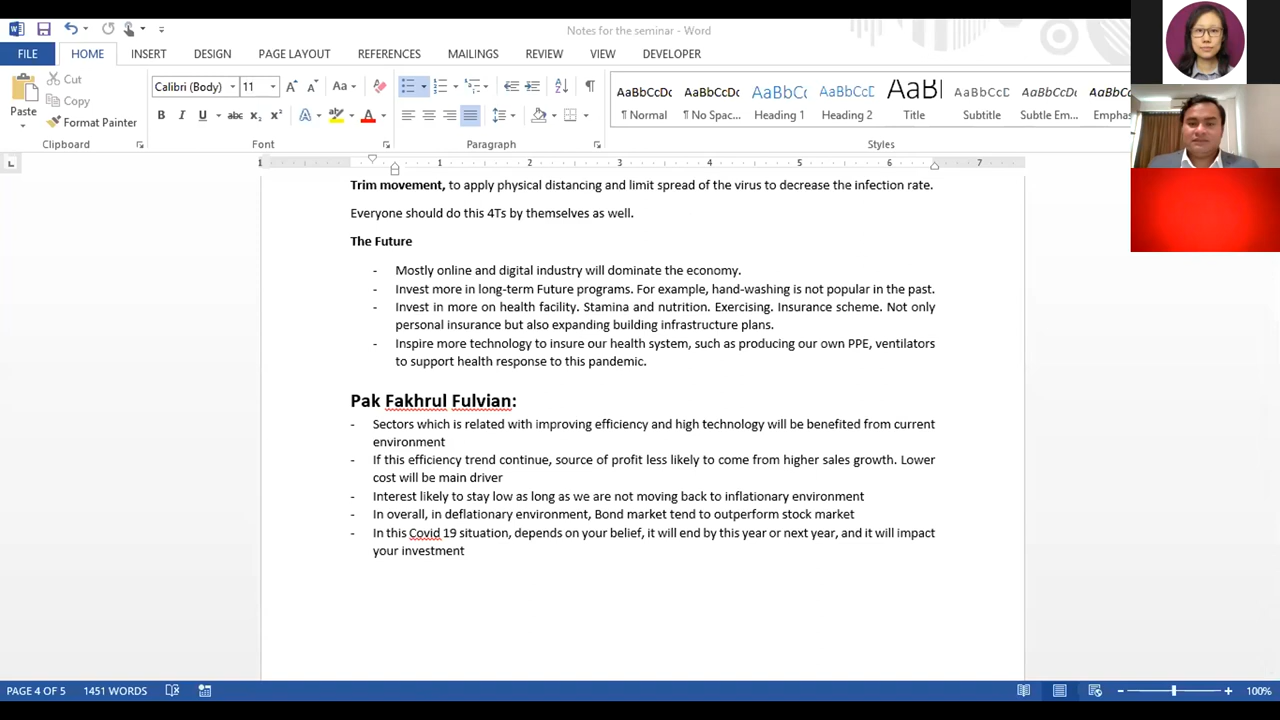 Notes for the seminar - Word
FILE HOME INSERT DESIGN PAGE LAYOUT REFERENCES MAILINGS REVIEW VIEW DEVELOPER
Paste
Cut
Copy
Format Painter
Clipboard
Calibri (Body) 11
Font
Paragraph
AaBbCcDc AaBbCcDc AaBbCc AaBbCcD AaBl AaBbCcD AaBbCcDc AaBbCc
¶ Normal ¶ No Spac... Heading 1 Heading 2 Title Subtitle Subtle Em... Emphas
Styles
1 1 2 3 4 5 6 7
Trim movement, to apply physical distancing and limit spread of the virus to decrease the infection rate.
Everyone should do this 4Ts by themselves as well.
The Future
- Mostly online and digital industry will dominate the economy.
- Invest more in long-term Future programs. For example, hand-washing is not popular in the past.
- Invest in more on health facility. Stamina and nutrition. Exercising. Insurance scheme. Not only
personal insurance but also expanding building infrastructure plans.
- Inspire more technology to insure our health system, such as producing our own PPE, ventilators
to support health response to this pandemic.
Pak Fakhrul Fulvian:
- Sectors which is related with improving efficiency and high technology will be benefited from current
environment
- If this efficiency trend continue, source of profit less likely to come from higher sales growth. Lower
cost will be main driver
- Interest likely to stay low as long as we are not moving back to inflationary environment
- In overall, in deflationary environment, Bond market tend to outperform stock market
- In this Covid 19 situation, depends on your belief, it will end by this year or next year, and it will impact
your investment
PAGE 4 OF 5 1451 WORDS 100%